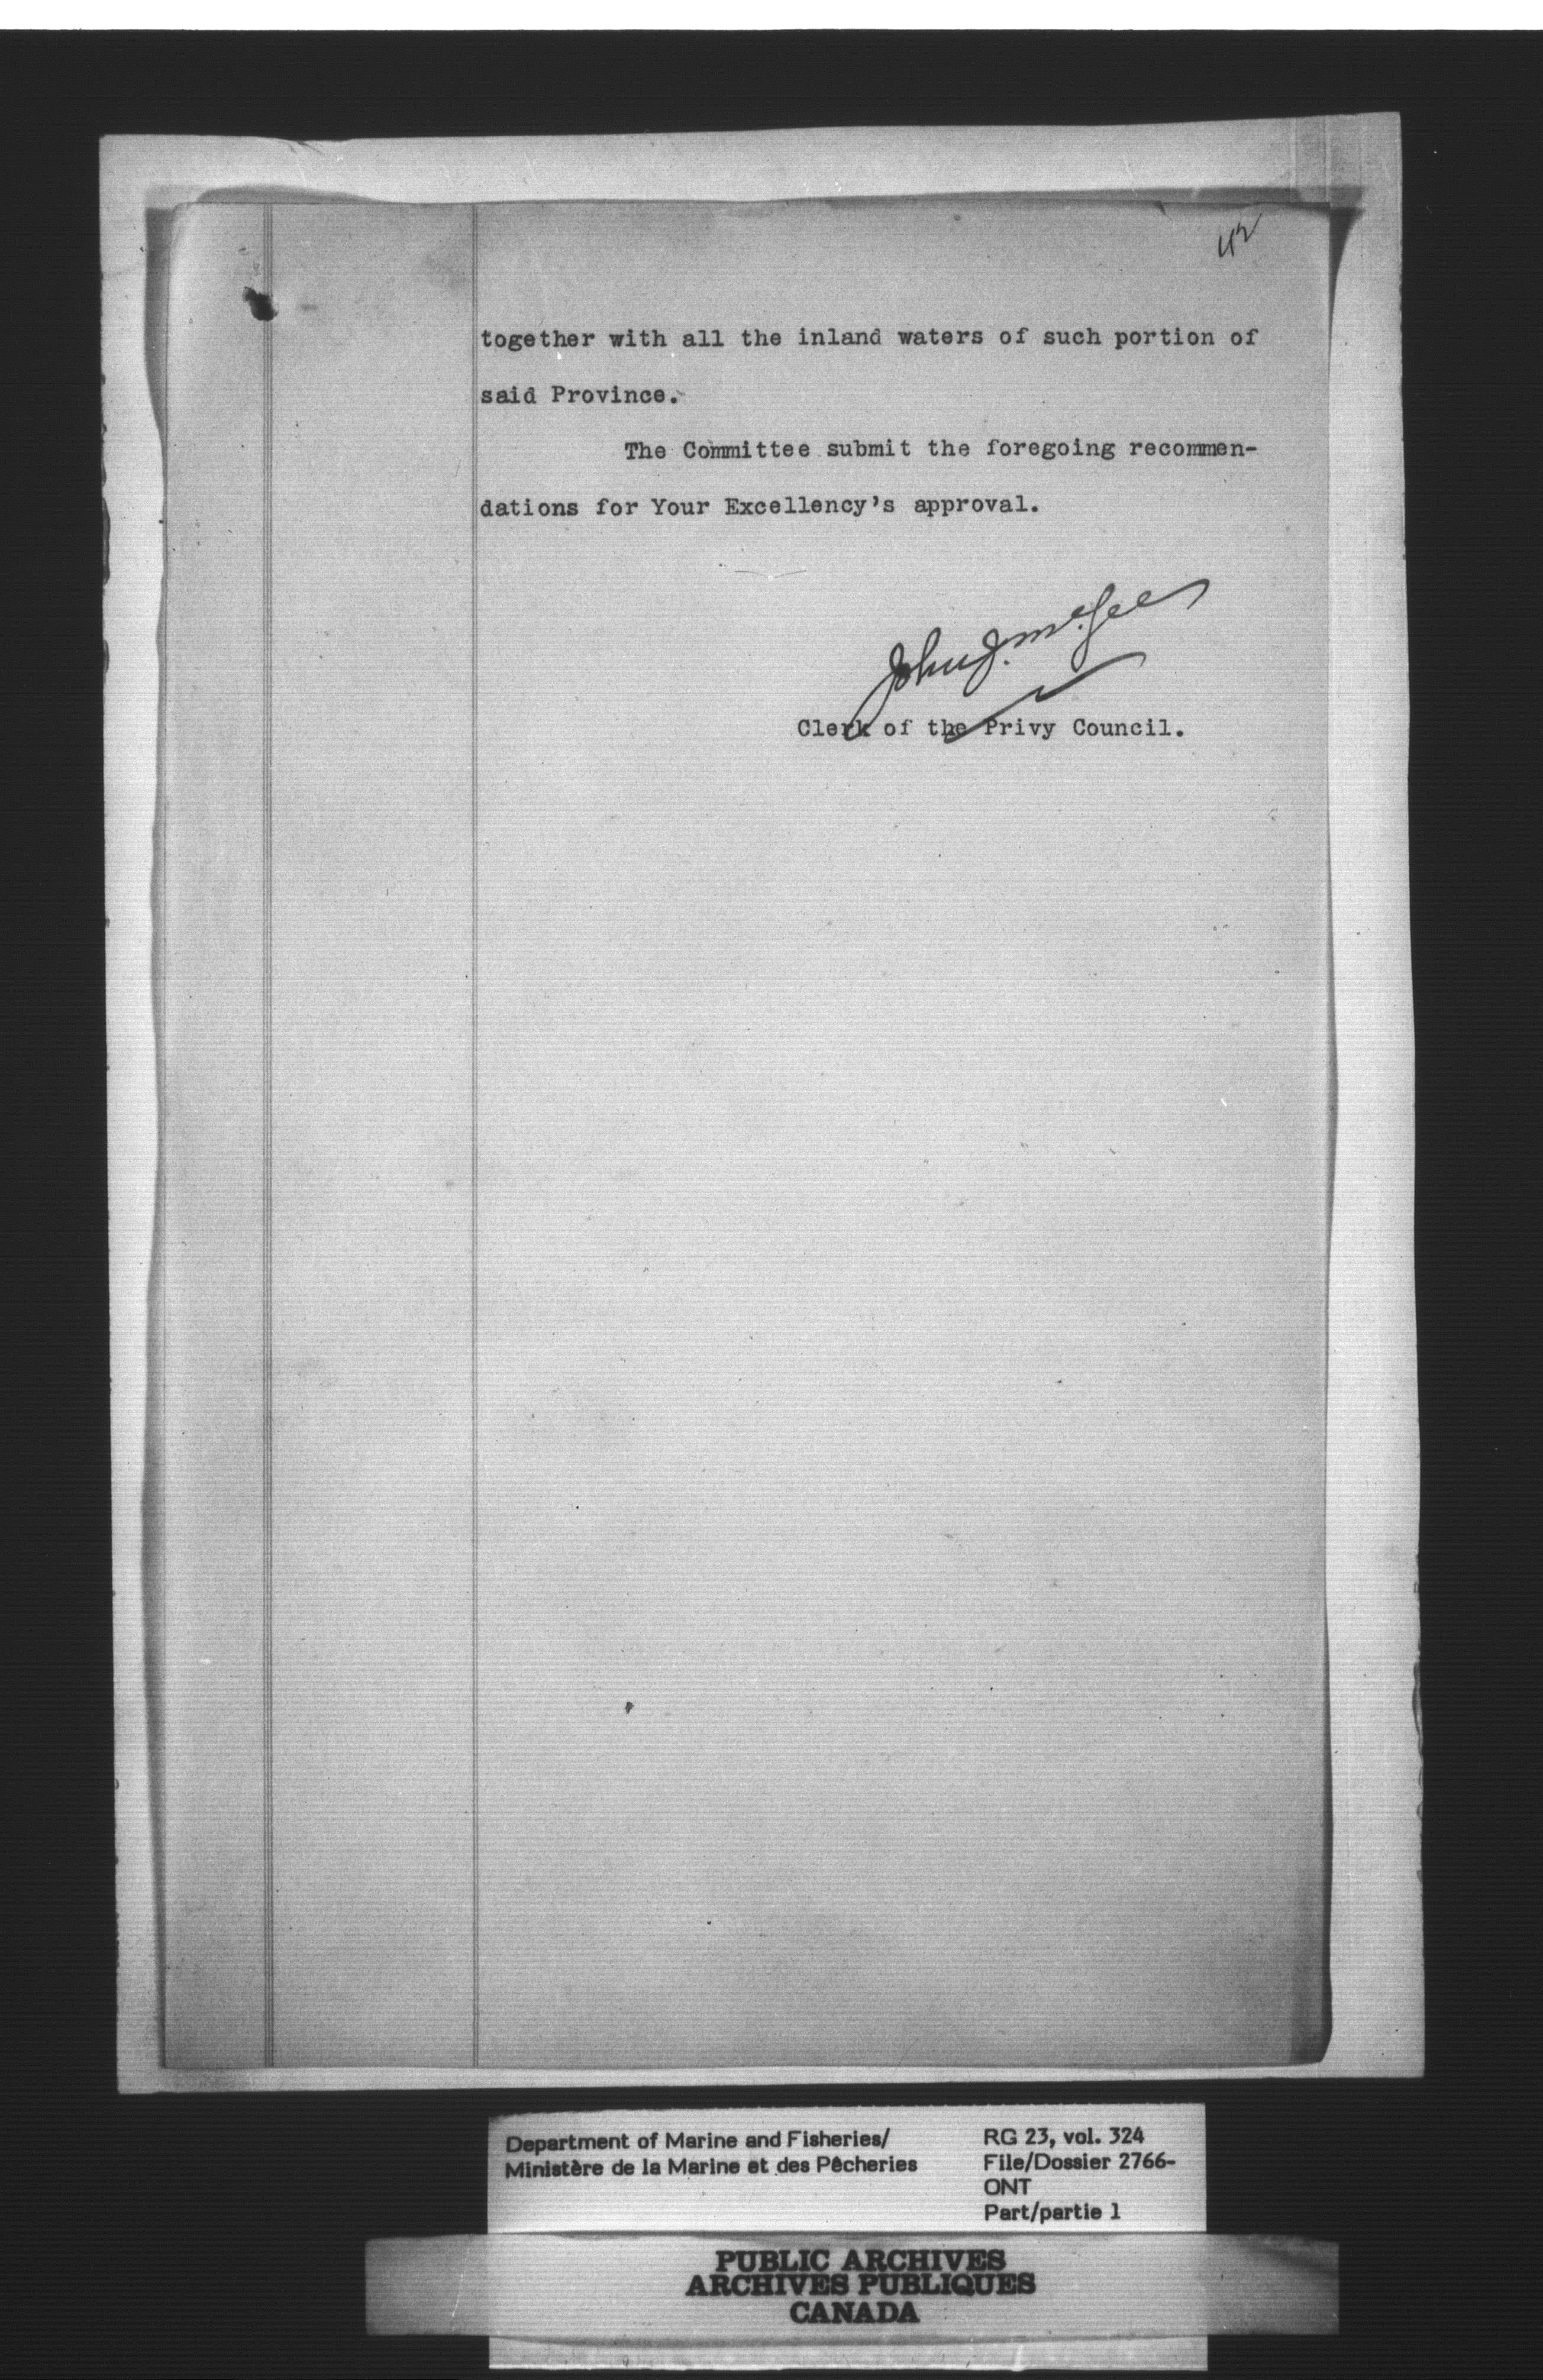 42
together with all the inland waters of such portion of
said Province.
The Committee submit the foregoing recommen-
dations for Your Excellency's approval.
John J. McGee
Clerk of the Privy Council.
Department of Marine and Fisheries/
Ministère de la Marine et des Pêcheries
RG 23, vol. 324
File/Dossier 2766-
ONT
Part/partie 1
PUBLIC ARCHIVES
ARCHIVES PUBLIQUES
CANADA